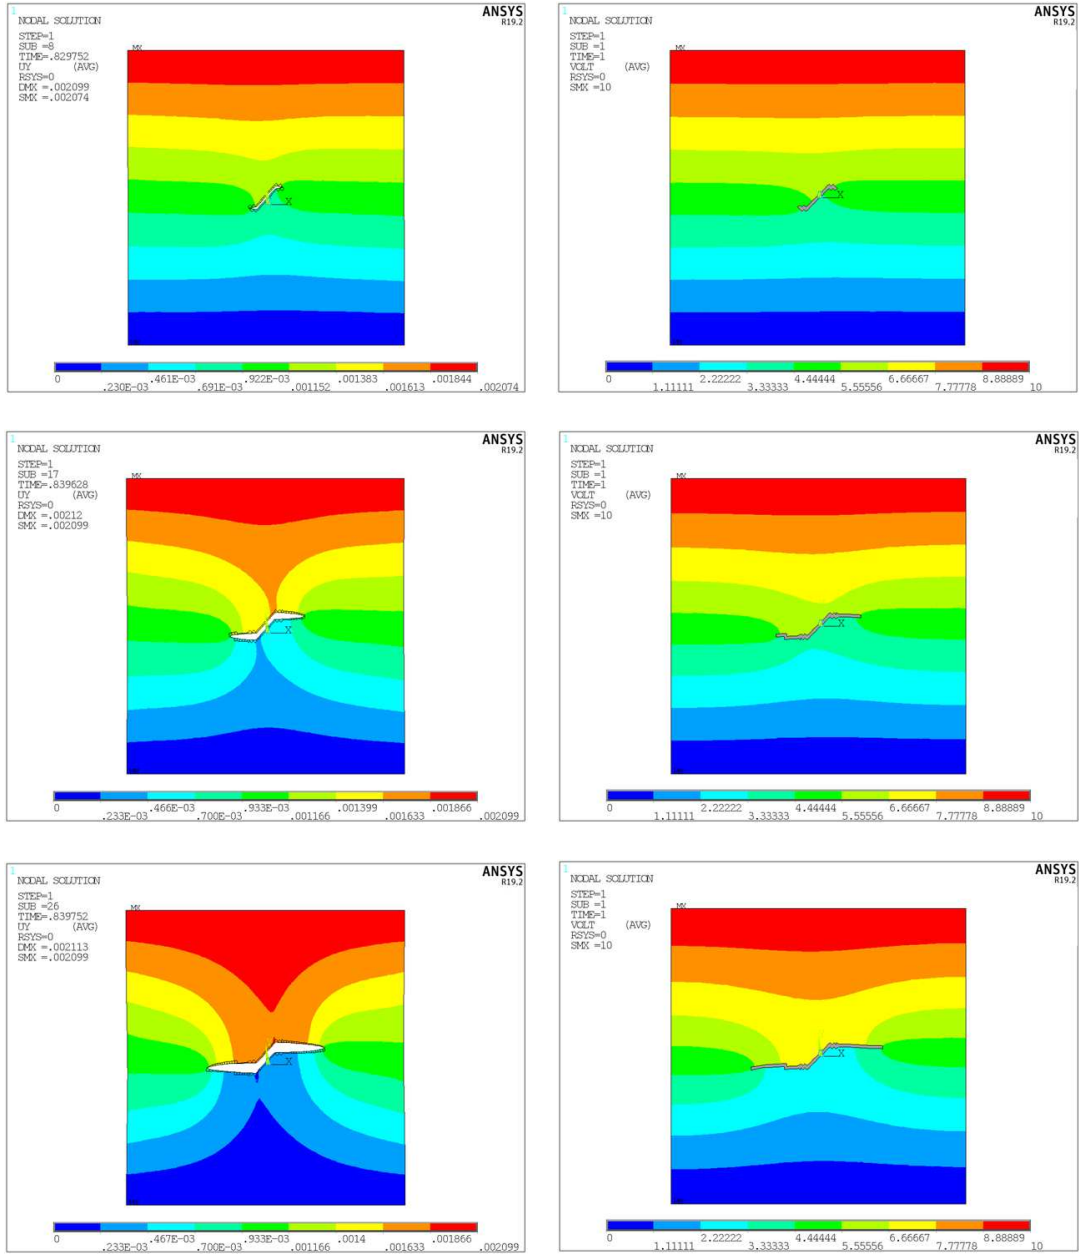 1
ANSYS
R19.2
NODAL SOLUTION
STEP=1
SUB =8
TIME=.829752
UY (AVG)
RSYS=0
DMX =.002099
SMX =.002074
MX
X
0 .461E-03 .922E-03 .001383 .001844
.230E-03 .691E-03 .001152 .001613 .002074
1
ANSYS
R19.2
NODAL SOLUTION
STEP=1
SUB =1
TIME=1
VOLT (AVG)
RSYS=0
SMX =10
MX
X
0 2.22222 4.44444 6.66667 8.88889
1.11111 3.33333 5.55556 7.77778 10
1
ANSYS
R19.2
NODAL SOLUTION
STEP=1
SUB =17
TIME=.839628
UY (AVG)
RSYS=0
DMX =.00212
SMX =.002099
MX
X
0 .466E-03 .933E-03 .001399 .001866
.233E-03 .700E-03 .001166 .001633 .002099
1
ANSYS
R19.2
NODAL SOLUTION
STEP=1
SUB =1
TIME=1
VOLT (AVG)
RSYS=0
SMX =10
MX
X
0 2.22222 4.44444 6.66667 8.88889
1.11111 3.33333 5.55556 7.77778 10
1
ANSYS
R19.2
NODAL SOLUTION
STEP=1
SUB =26
TIME=.839752
UY (AVG)
RSYS=0
DMX =.002113
SMX =.002099
MX
X
0 .467E-03 .933E-03 .0014 .001866
.233E-03 .700E-03 .001166 .001633 .002099
1
ANSYS
R19.2
NODAL SOLUTION
STEP=1
SUB =1
TIME=1
VOLT (AVG)
RSYS=0
SMX =10
MX
X
0 2.22222 4.44444 6.66667 8.88889
1.11111 3.33333 5.55556 7.77778 10